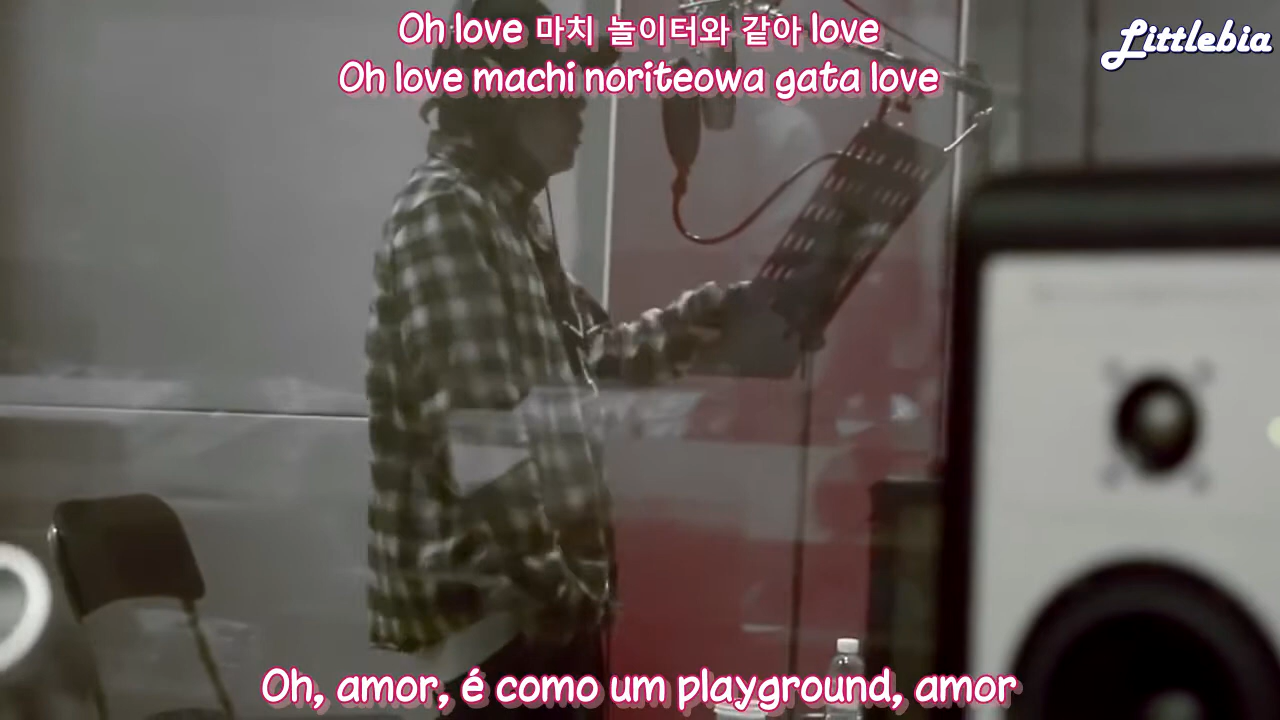 Oh love 마치 놀이터와 같아 love
Littlebia
Oh love machi noriteowa gata love
Oh, amor, é como um playground, amor